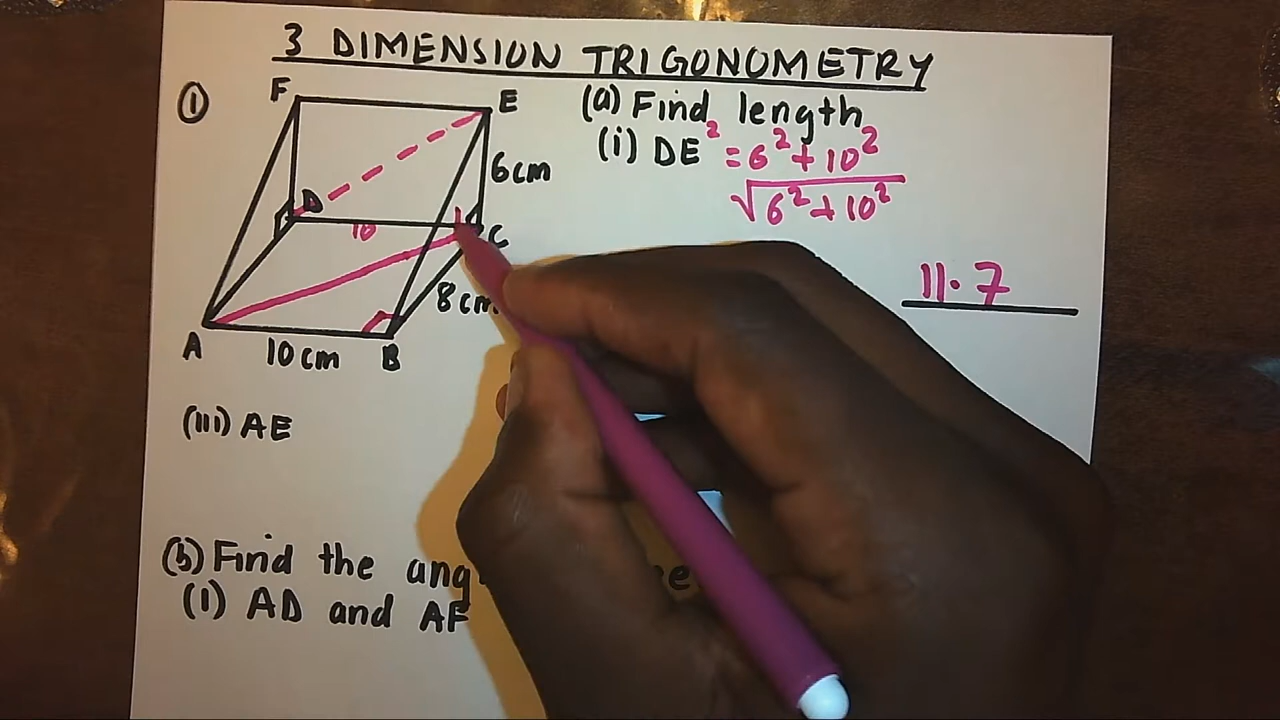 3 DIMENSION TRIGONOMETRY
① (a) Find length
F E
(i) DE² = 6² + 10²
6cm
√6² + 10²
D
10
C
11.7
8cm
A 10cm B
(iii) AE
(b) Find the
(i) AD and AF